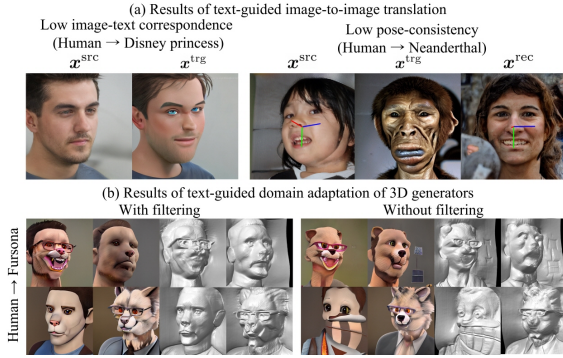 (a) Results of text-guided image-to-image translation
Low image-text correspondence
(Human → Disney princess)
Low pose-consistency
(Human → Neanderthal)
x^src
x^trg
x^src
x^trg
x^rec
(b) Results of text-guided domain adaptation of 3D generators
With filtering
Without filtering
Human → Fursona